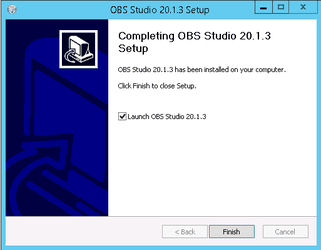 OBS Studio 20.1.3 Setup
Completing OBS Studio 20.1.3
Setup
OBS Studio 20.1.3 has been installed on your computer.
Click Finish to close Setup.
Launch OBS Studio 20.1.3
< Back
Finish
Cancel